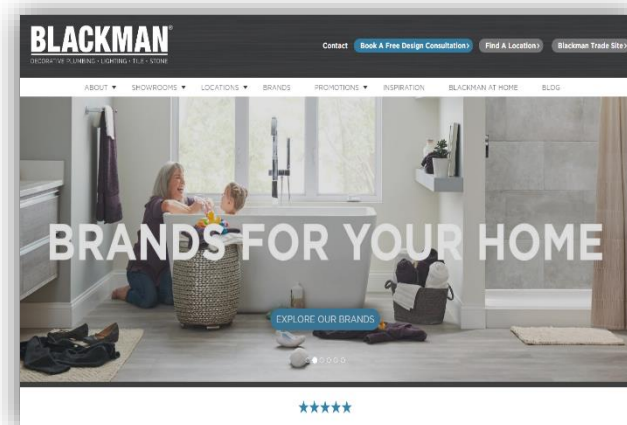 BLACKMAN®
DECORATIVE PLUMBING • LIGHTING • TILE • STONE
Contact Book A Free Design Consultation› Find A Location› Blackman Trade Site›
ABOUT ▼ SHOWROOMS ▼ LOCATIONS ▼ BRANDS PROMOTIONS ▼ INSPIRATION BLACKMAN AT HOME BLOG
BRANDS FOR YOUR HOME
EXPLORE OUR BRANDS